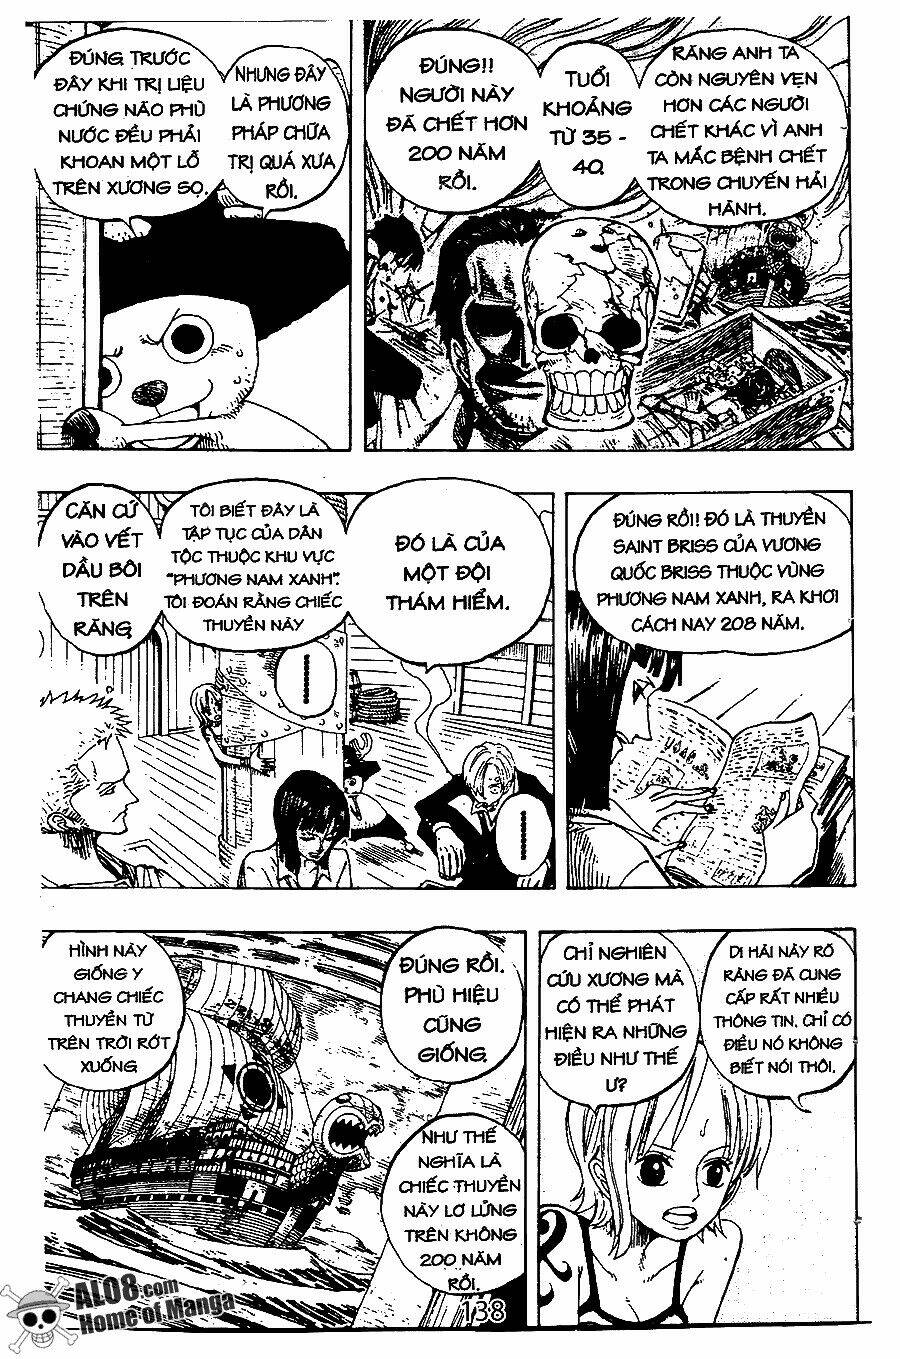 ĐÚNG, TRƯỚC
ĐÂY KHI TRỊ LIỆU
CHỨNG NÃO PHÙ
NƯỚC ĐỀU PHẢI
KHOAN MỘT LỖ
TRÊN XƯƠNG SỌ.
NHƯNG ĐÂY
LÀ PHƯƠNG
PHÁP CHỮA
TRỊ QUÁ XƯA
RỒI.
ĐÚNG!!
NGƯỜI NÀY
ĐÃ CHẾT HƠN
200 NĂM
RỒI.
TUỔI
KHOẢNG
TỪ 35 -
40.
RĂNG ANH TA
CÒN NGUYÊN VẸN
HƠN CÁC NGƯỜI
CHẾT KHÁC VÌ ANH
TA MẮC BỆNH CHẾT
TRONG CHUYẾN HẢI
HÀNH.
CĂN CỨ
VÀO VẾT
DẦU BÔI
TRÊN
RĂNG,
TÔI BIẾT ĐÂY LÀ
TẬP TỤC CỦA DÂN
TỘC THUỘC KHU VỰC
"PHƯƠNG NAM XANH".
TÔI ĐOÁN RẰNG CHIẾC
THUYỀN NÀY
ĐÓ LÀ CỦA
MỘT ĐỘI
THÁM HIỂM.
ĐÚNG RỒI!! ĐÓ LÀ THUYỀN
SAINT BRISS CỦA VƯƠNG
QUỐC BRISS THUỘC VÙNG
PHƯƠNG NAM XANH, RA KHƠI
CÁCH NAY 208 NĂM.
HÌNH NÀY
GIỐNG Y
CHANG CHIẾC
THUYỀN TỪ
TRÊN TRỜI RỚT
XUỐNG.
ĐÚNG RỒI.
PHÙ HIỆU
CŨNG
GIỐNG.
NHƯ THẾ
NGHĨA LÀ
CHIẾC THUYỀN
NÀY LƠ LỬNG
TRÊN KHÔNG
200 NĂM
RỒI.
CHỈ NGHIÊN
CỨU XƯƠNG MÀ
CÓ THỂ PHÁT
HIỆN RA NHỮNG
ĐIỀU NHƯ THẾ
Ư?
DI HÀI NÀY RÕ
RÀNG ĐÃ CUNG
CẤP RẤT NHIỀU
THÔNG TIN. CHỈ CÓ
ĐIỀU NÓ KHÔNG
BIẾT NÓI THÔI.
138
ALO8.com
Home of Manga